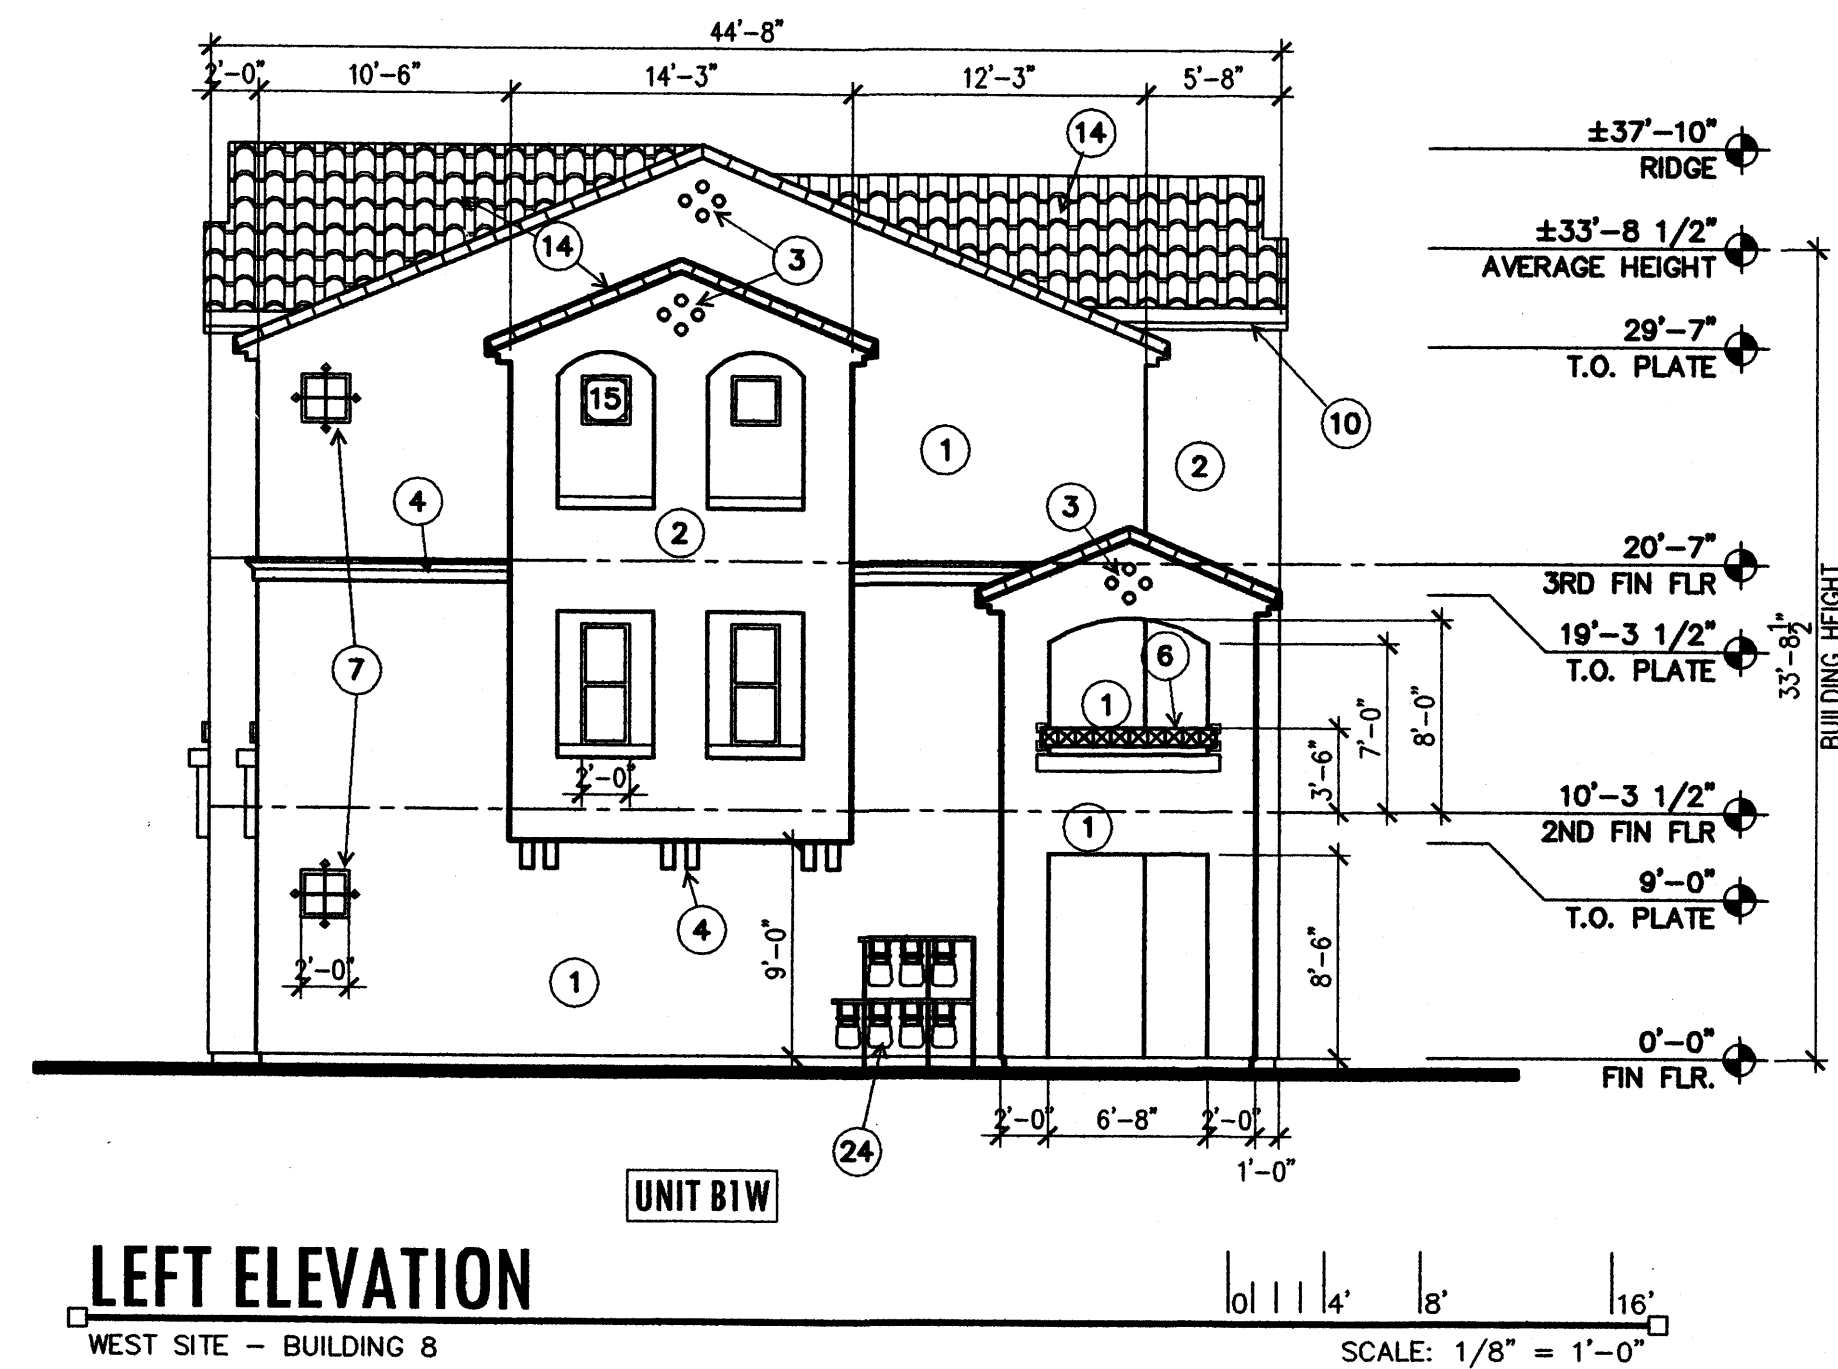 44'-8"
2'-0" 10'-6" 14'-3" 12'-3" 5'-8"
14
±37'-10"
RIDGE
14
3
±33'-8 1/2"
AVERAGE HEIGHT
29'-7"
T.O. PLATE
15
10
1
2
4
3
2
20'-7"
3RD FIN FLR
19'-3 1/2"
T.O. PLATE
7
6
1
2'-0"
3'-6"
7'-0"
8'-0"
33'-8 1/2"
BUILDING HEIGHT
10'-3 1/2"
2ND FIN FLR
1
9'-0"
T.O. PLATE
4
9'-0"
8'-6"
2'-0"
1
0'-0"
FIN FLR.
24
2'-0" 6'-8" 2'-0"
1'-0"
UNIT B1W
LEFT ELEVATION
0 4' 8' 16'
WEST SITE - BUILDING 8
SCALE: 1/8" = 1'-0"